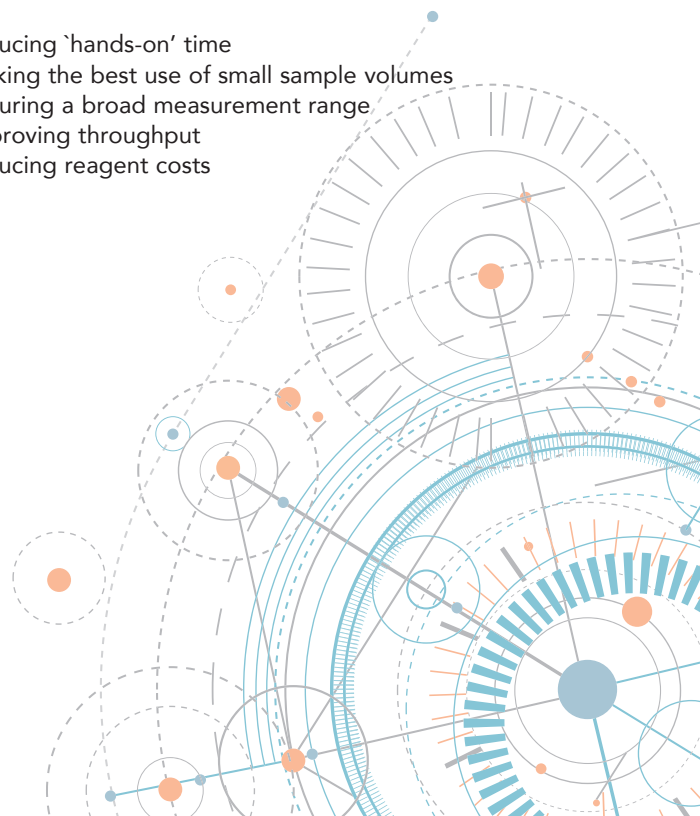 ucing `hands-on’ time
king the best use of small sample volumes
uring a broad measurement range
proving throughput
ucing reagent costs